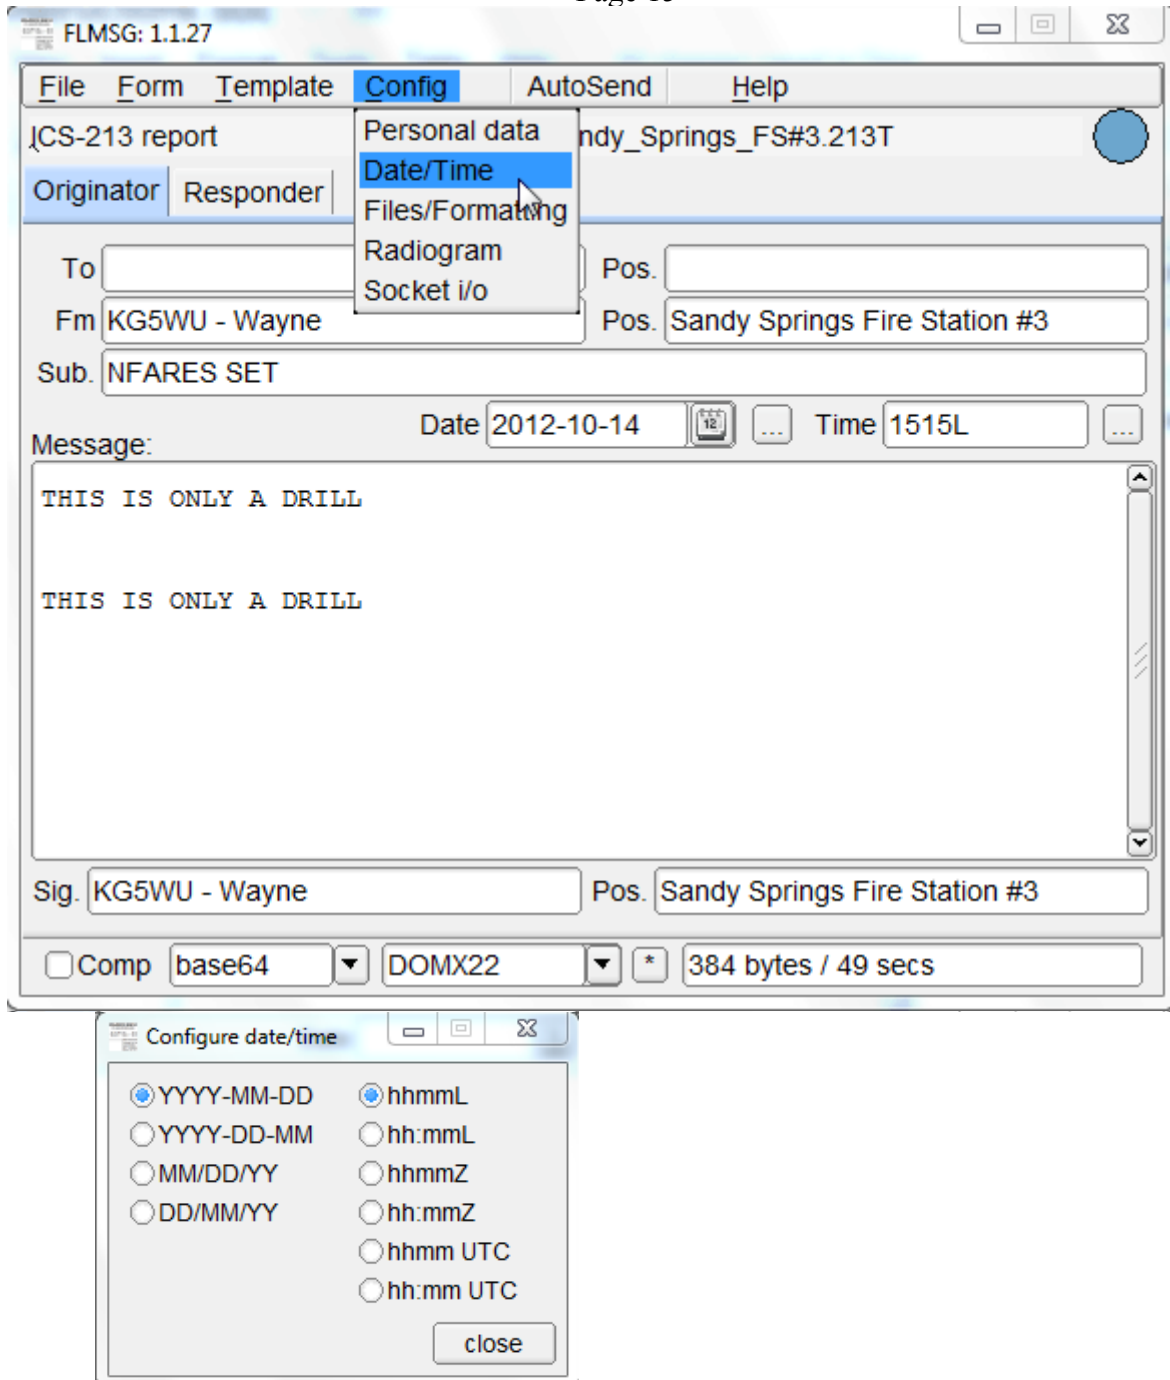 FLMSG: 1.1.27
File Form Template Config AutoSend Help
ICS-213 report ndy_Springs_FS#3.213T
Personal data
Date/Time
Files/Formatting
Radiogram
Socket i/o
Originator Responder
To Pos.
Fm KG5WU - Wayne Pos. Sandy Springs Fire Station #3
Sub. NFARES SET
Date 2012-10-14 12 ... Time 1515L ...
Message:
THIS IS ONLY A DRILL
THIS IS ONLY A DRILL
Sig. KG5WU - Wayne Pos. Sandy Springs Fire Station #3
Comp base64 DOMX22 * 384 bytes / 49 secs
Configure date/time
YYYY-MM-DD hhmmL
YYYY-DD-MM hh:mmL
MM/DD/YY hhmmZ
DD/MM/YY hh:mmZ
hhmm UTC
hh:mm UTC
close